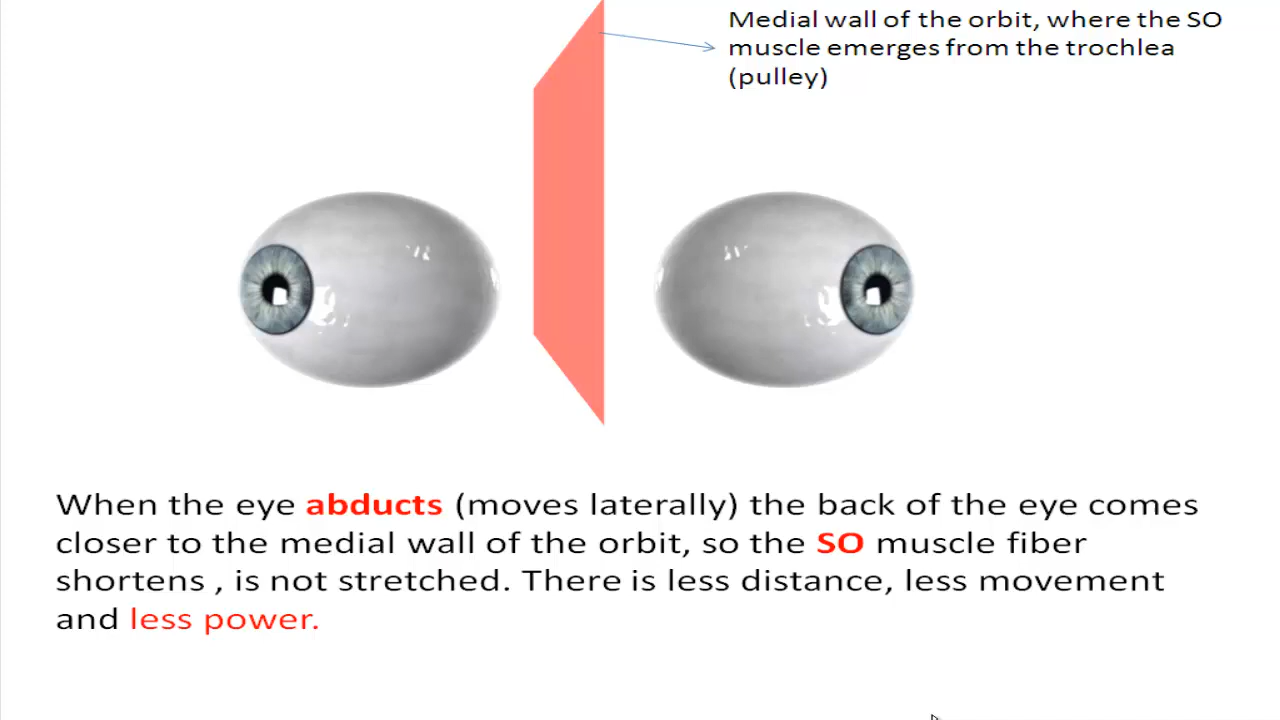 Medial wall of the orbit, where the SO
muscle emerges from the trochlea
(pulley)
When the eye abducts (moves laterally) the back of the eye comes
closer to the medial wall of the orbit, so the SO muscle fiber
shortens , is not stretched. There is less distance, less movement
and less power.